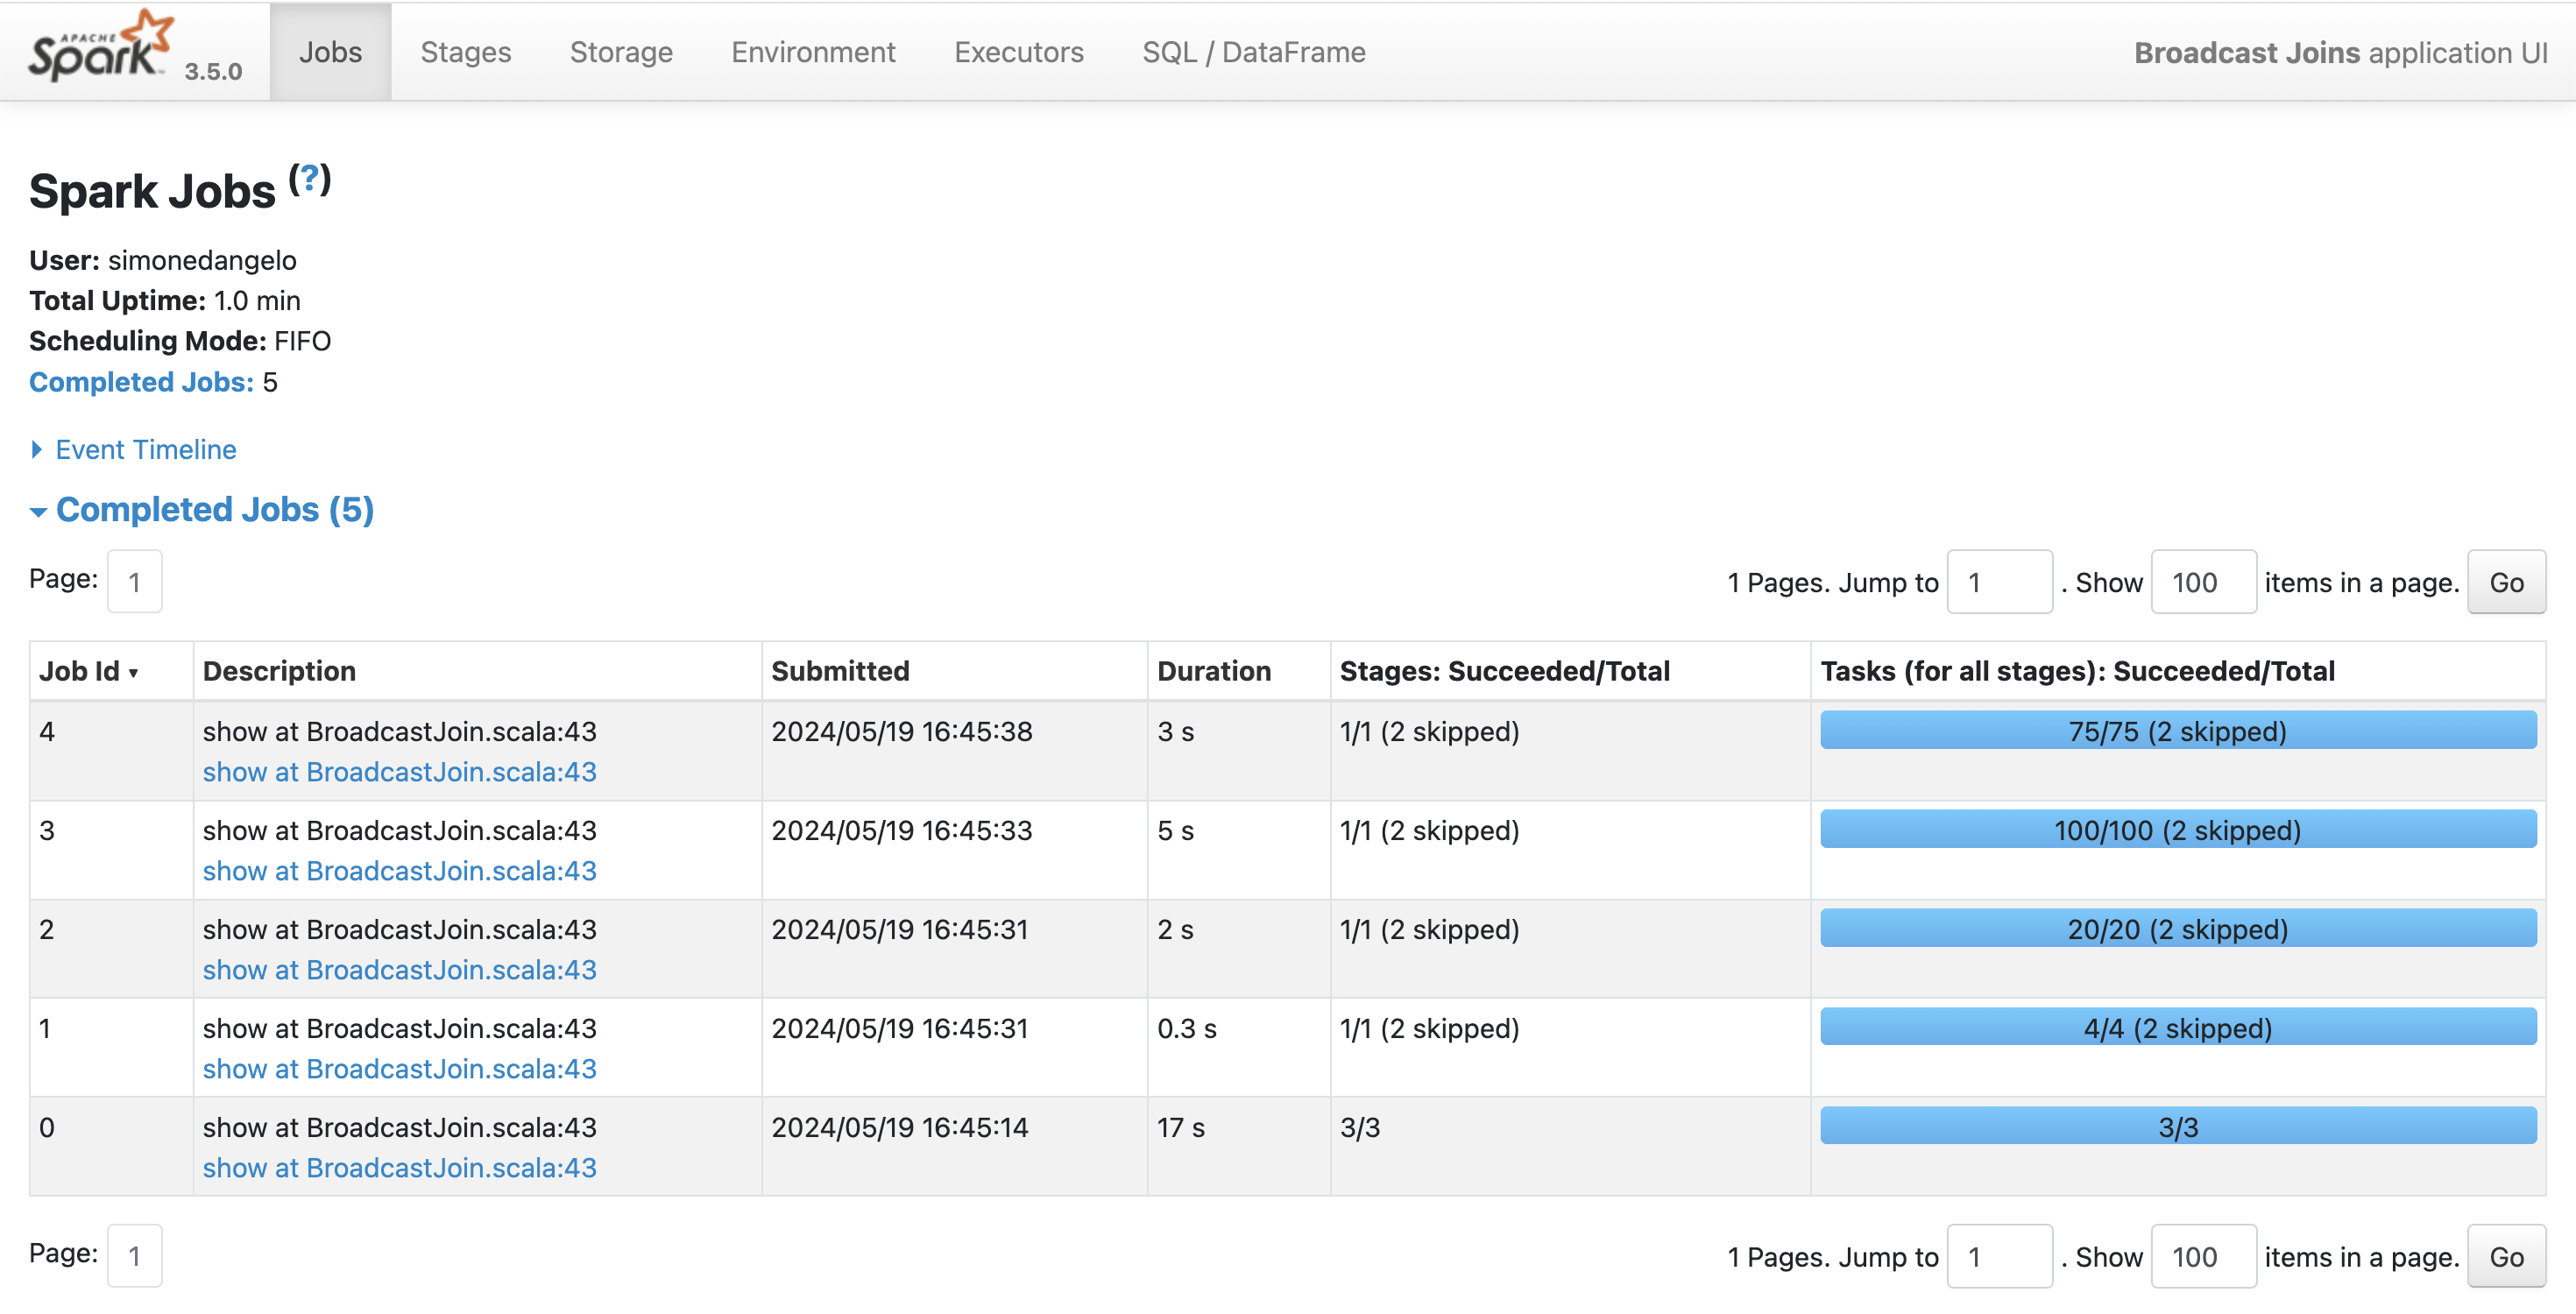 APACHE Spark 3.5.0 Jobs Stages Storage Environment Executors SQL / DataFrame Broadcast Joins application UI
Spark Jobs (?)
User: simonedangelo
Total Uptime: 1.0 min
Scheduling Mode: FIFO
Completed Jobs: 5
Event Timeline
Completed Jobs (5)
Page: 1 1 Pages. Jump to 1 . Show 100 items in a page. Go
Job Id ▾ Description Submitted Duration Stages: Succeeded/Total Tasks (for all stages): Succeeded/Total
4 show at BroadcastJoin.scala:43 2024/05/19 16:45:38 3 s 1/1 (2 skipped) 75/75 (2 skipped)
show at BroadcastJoin.scala:43
3 show at BroadcastJoin.scala:43 2024/05/19 16:45:33 5 s 1/1 (2 skipped) 100/100 (2 skipped)
show at BroadcastJoin.scala:43
2 show at BroadcastJoin.scala:43 2024/05/19 16:45:31 2 s 1/1 (2 skipped) 20/20 (2 skipped)
show at BroadcastJoin.scala:43
1 show at BroadcastJoin.scala:43 2024/05/19 16:45:31 0.3 s 1/1 (2 skipped) 4/4 (2 skipped)
show at BroadcastJoin.scala:43
0 show at BroadcastJoin.scala:43 2024/05/19 16:45:14 17 s 3/3 3/3
show at BroadcastJoin.scala:43
Page: 1 1 Pages. Jump to 1 . Show 100 items in a page. Go